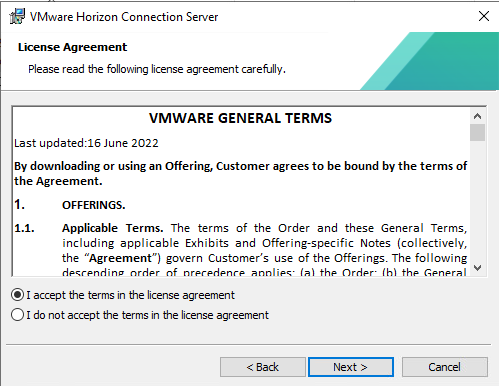 VMware Horizon Connection Server
License Agreement
Please read the following license agreement carefully.
VMWARE GENERAL TERMS
Last updated:16 June 2022
By downloading or using an Offering, Customer agrees to be bound by the terms of
the Agreement.
1. OFFERINGS.
1.1. Applicable Terms. The terms of the Order and these General Terms,
including applicable Exhibits and Offering-specific Notes (collectively,
the “Agreement”) govern Customer’s use of the Offerings. The following
descending order of precedence applies: (a) the Order; (b) the General
I accept the terms in the license agreement
I do not accept the terms in the license agreement
< Back
Next >
Cancel